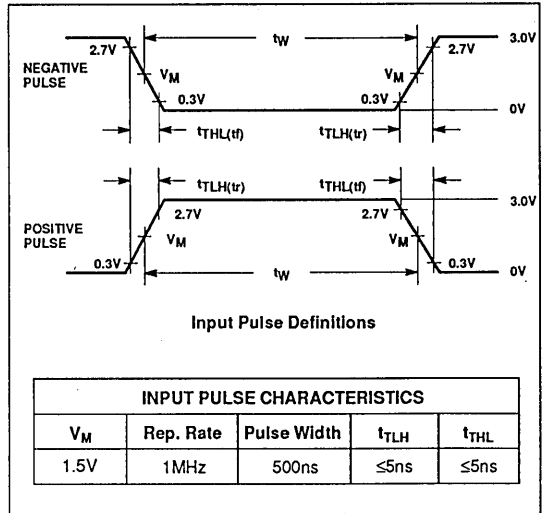 tW
2.7V
2.7V
3.0V
NEGATIVE
PULSE
VM
VM
0.3V
0.3V
0V
tTHL(tf)
tTLH(tr)
tTLH(tr)
tTHL(tf)
3.0V
2.7V
2.7V
POSITIVE
PULSE
VM
VM
0.3V
0.3V
0V
tW
Input Pulse Definitions
INPUT PULSE CHARACTERISTICS
VM Rep. Rate Pulse Width tTLH tTHL
1.5V 1MHz 500ns ≤5ns ≤5ns